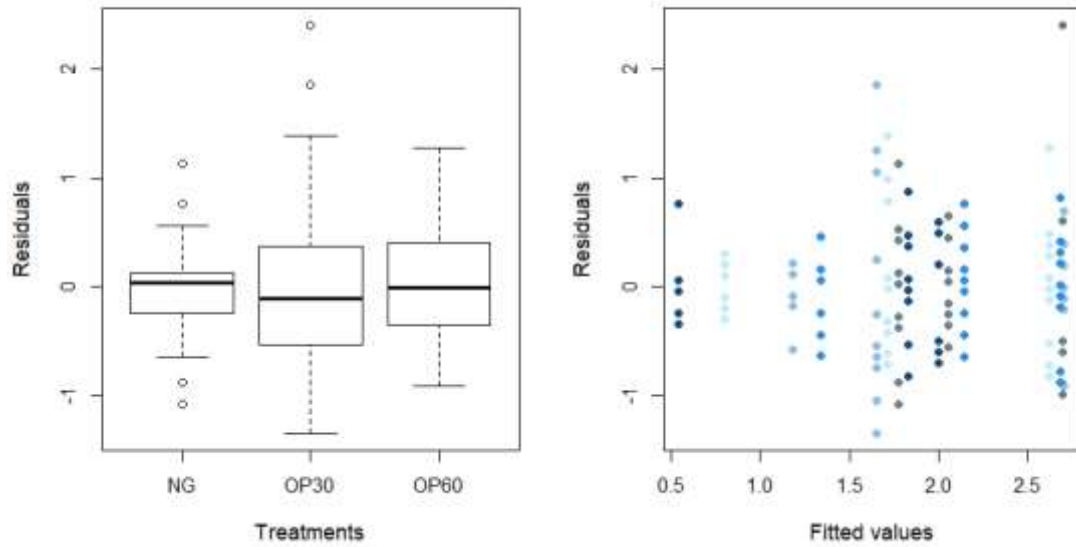 Residuals
2
1
0
-1
NG OP30 OP60
Treatments
Residuals
2
1
0
-1
0.5 1.0 1.5 2.0 2.5
Fitted values